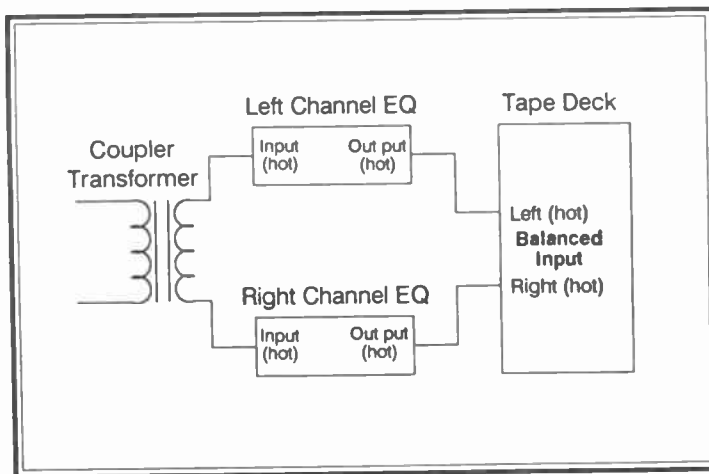 Left Channel EQ
Tape Deck
Coupler
Transformer
Input
(hot)
Out put
(hot)
Left (hot)
Balanced
Input
Right (hot)
Right Channel EQ
Input
(hot)
Out put
(hot)